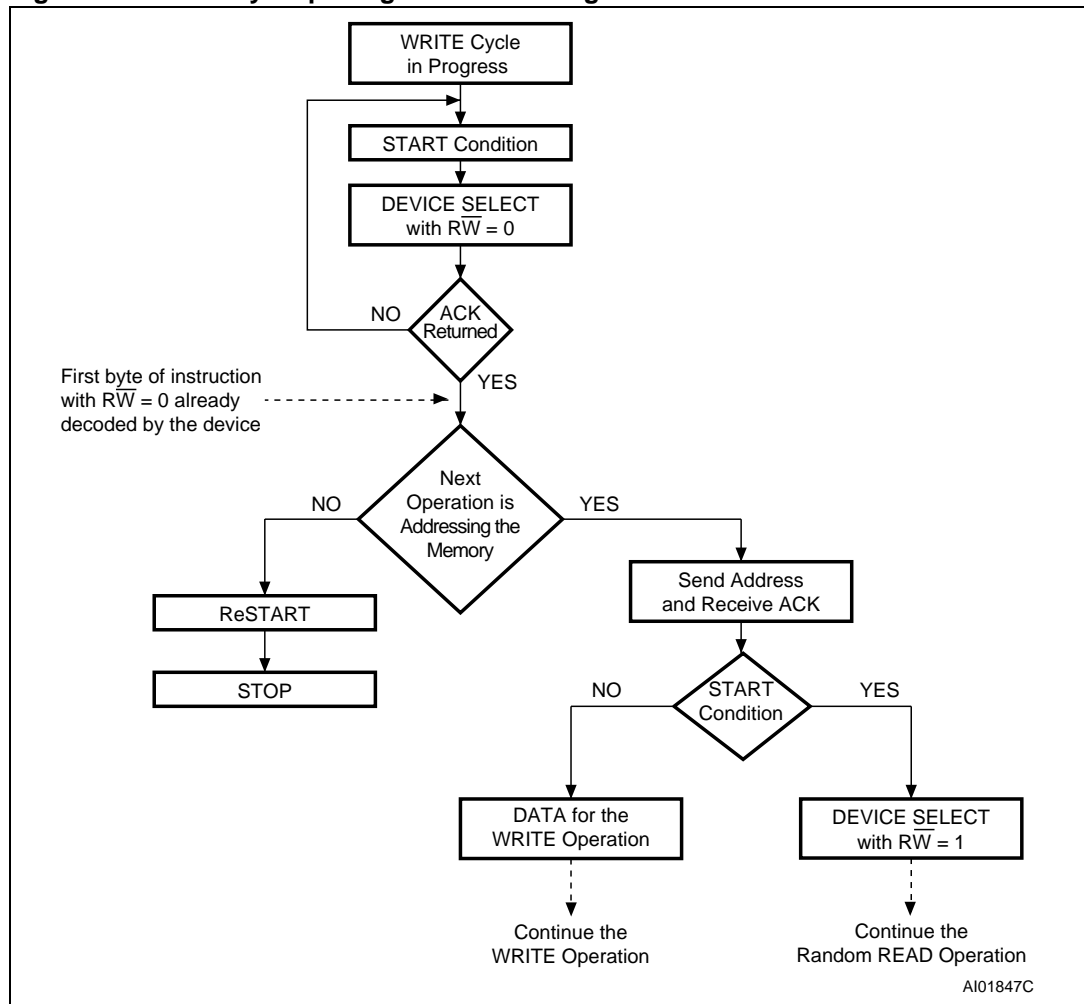 WRITE Cycle
in Progress
START Condition
DEVICE SELECT
with RW̅ = 0
ACK
Returned
NO
YES
First byte of instruction
with RW̅ = 0 already
decoded by the device
Next
Operation is
Addressing the
Memory
NO
YES
ReSTART
STOP
Send Address
and Receive ACK
START
Condition
NO
YES
DATA for the
WRITE Operation
DEVICE SELECT
with RW̅ = 1
Continue the
WRITE Operation
Continue the
Random READ Operation
AI01847C